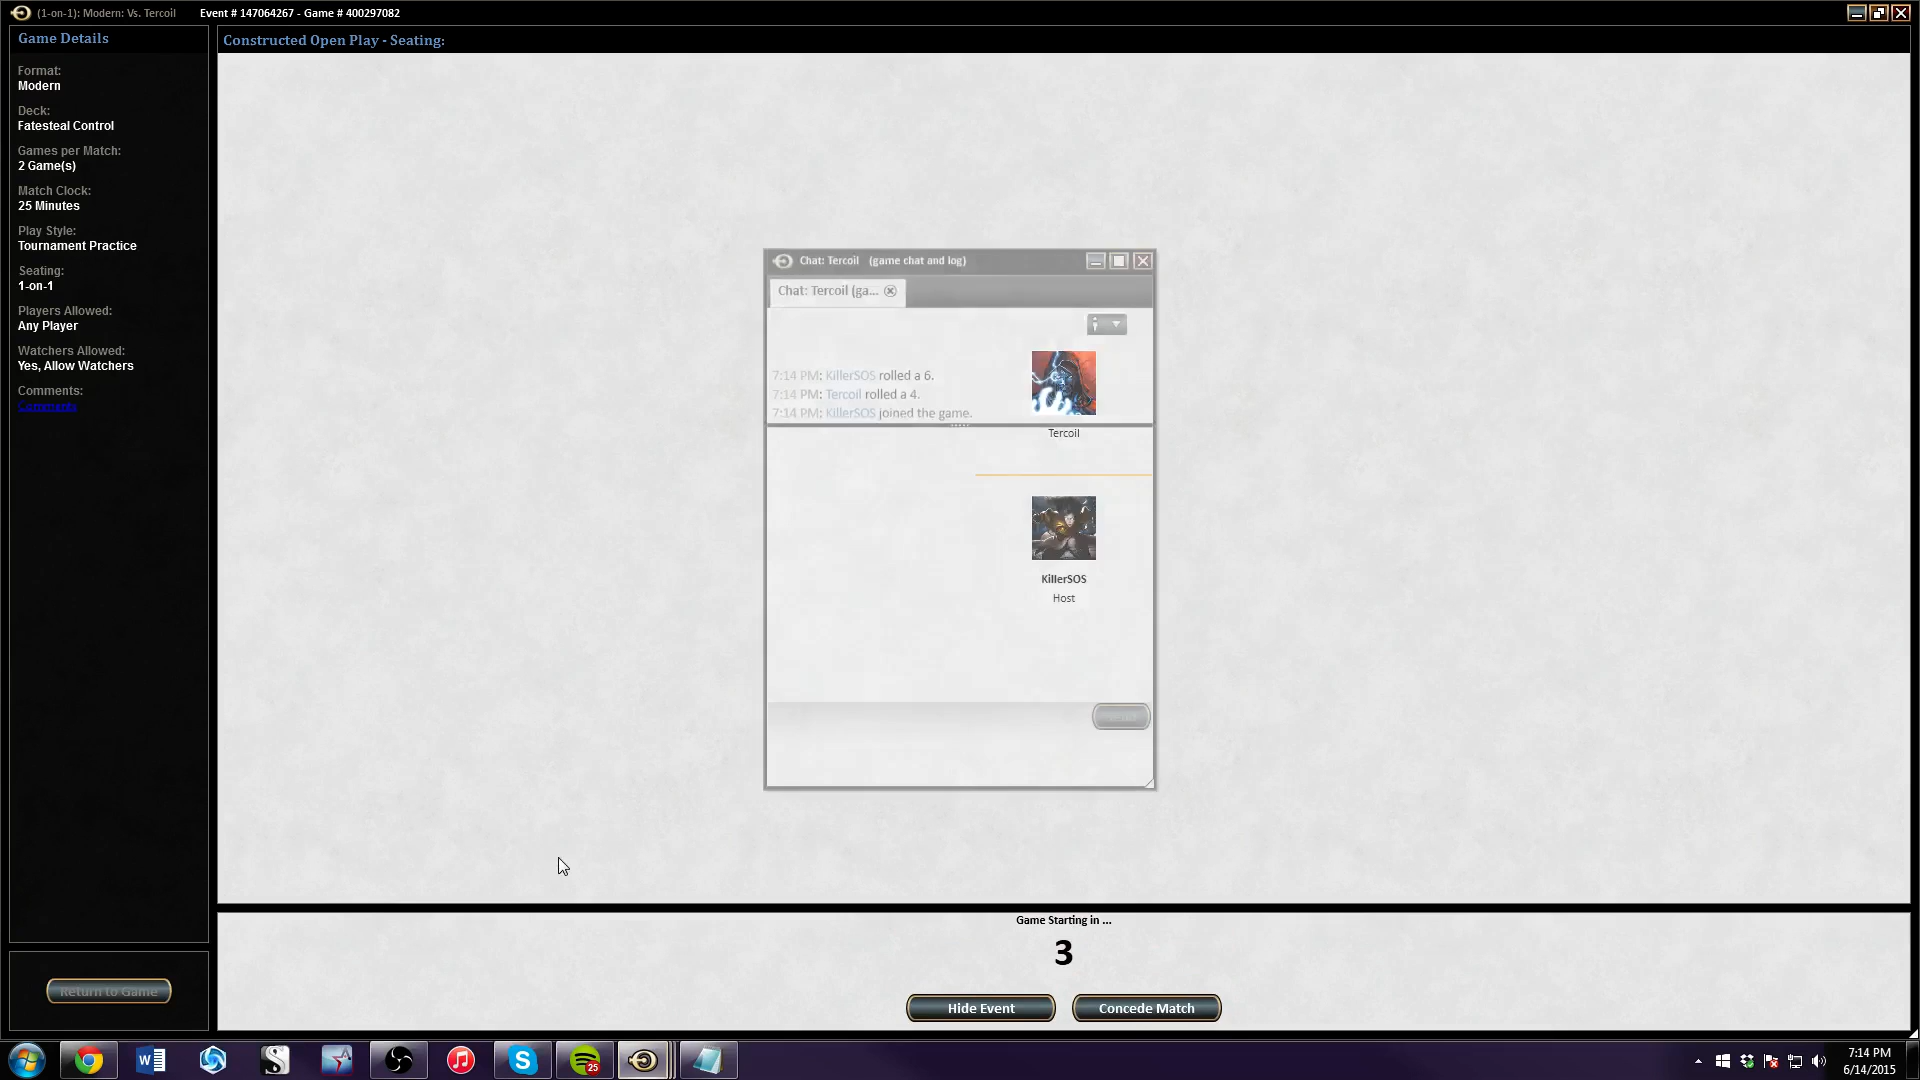 (1-on-1): Modern: Vs. Tercoil
Event # 147064267 - Game # 400297082
Game Details
Format:
Modern
Deck:
Fatesteal Control
Games per Match:
2 Game(s)
Match Clock:
25 Minutes
Play Style:
Tournament Practice
Seating:
1-on-1
Players Allowed:
Any Player
Watchers Allowed:
Yes, Allow Watchers
Comments:
Comments
Return to Game
Constructed Open Play - Seating:
Chat: Tercoil (game chat and log)
Chat: Tercoil (ga...
7:14 PM: KillerSOS rolled a 6.
7:14 PM: Tercoil rolled a 4.
7:14 PM: KillerSOS joined the game.
Tercoil
KillerSOS
Host
Game Starting in ...
3
Hide Event
Concede Match
25
7:14 PM
6/14/2015